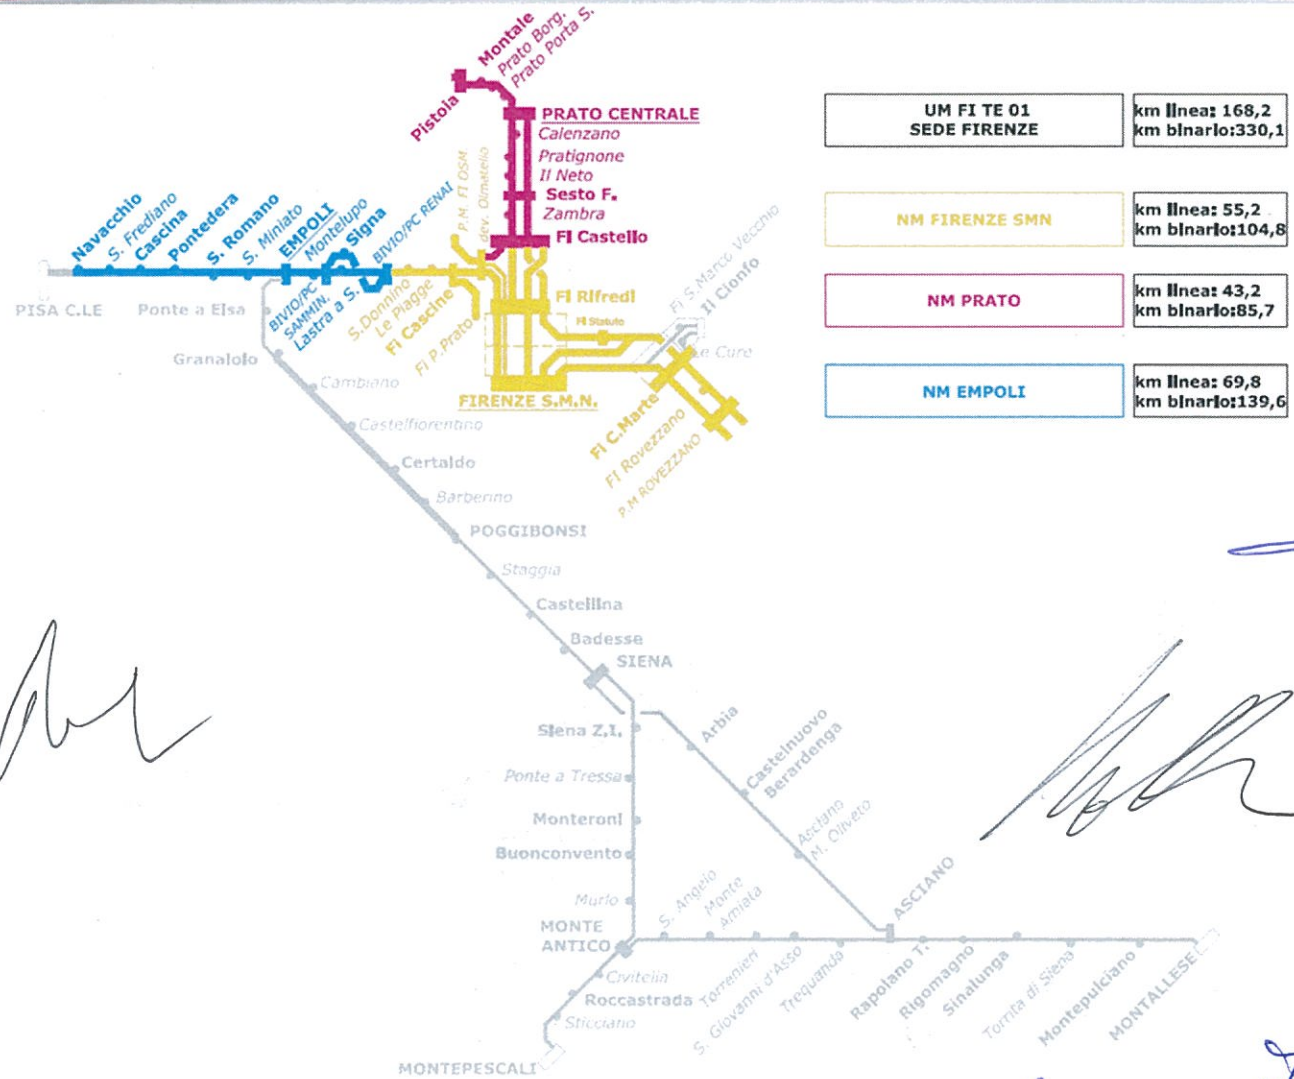 Montale
Prato Borg.
Prato Porta S.
Pistoia
PRATO CENTRALE
Calenzano
Pratignone
Il Neto
Sesto F.
Zambra
FI Castello
P.M. FI OSM
dev. Olmatello
UM FI TE 01
SEDE FIRENZE
km linea: 168,2
km binario:330,1
NM FIRENZE SMN
km linea: 55,2
km binario:104,8
NM PRATO
km linea: 43,2
km binario:85,7
NM EMPOLI
km linea: 69,8
km binario:139,6
Navacchio
S. Frediano
Cascina
Pontedera
S. Romano
S. Miniato
EMPOLI
Montelupo
Signa
BIVIO/PC RENAI
PISA C.LE
Ponte a Elsa
BIVIO/PC
SAMMIN.
Lastra a S.
S.Donnino
Le Piagge
FI Cascine
FI P.Prato
FI Rifredi
FI Statuto
FI S.Marco Vecchio
Il Cionfo
Le Cure
FIRENZE S.M.N.
FI C.Marte
FI Rovezzano
P.M ROVEZZANO
Granaiolo
Cambiano
Castelfiorentino
Certaldo
Barberino
POGGIBONSI
Staggia
Castellina
Badesse
SIENA
Siena Z.I.
Ponte a Tressa
Monteroni
Buonconvento
Murlo
MONTE
ANTICO
Arbia
Castelnuovo
Berardenga
Asciano
M. Oliveto
ASCIANO
S. Angelo
Monte
Amiata
Torrenieri
S. Giovanni d'Asso
Trequanda
Rapolano T.
Rigomagno
Sinalunga
Torrita di Siena
Montepulciano
MONTALLESE
Civitella
Roccastrada
Sticciano
MONTEPESCALI